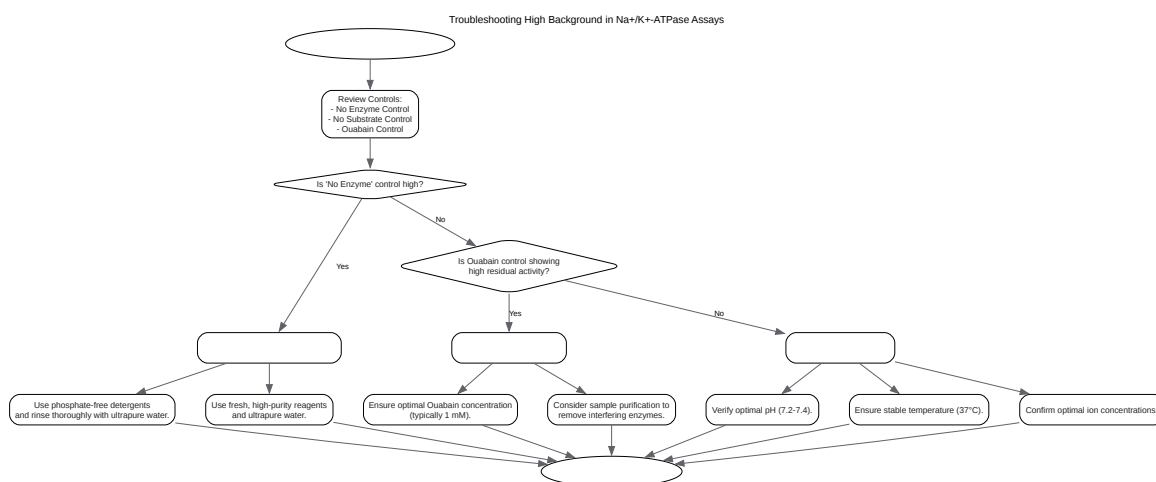 Troubleshooting High Background in Na+/K+-ATPase Assays
Review Controls:
- No Enzyme Control
- No Substrate Control
- Ouabain Control
Is 'No Enzyme' control high?
No
Yes
Is Ouabain control showing
high residual activity?
Yes
No
Use phosphate-free detergents
and rinse thoroughly with ultrapure water.
Use fresh, high-purity reagents
and ultrapure water.
Ensure optimal Ouabain concentration
(typically 1 mM).
Consider sample purification to
remove interfering enzymes.
Verify optimal pH (7.2-7.4).
Ensure stable temperature (37°C).
Confirm optimal ion concentrations